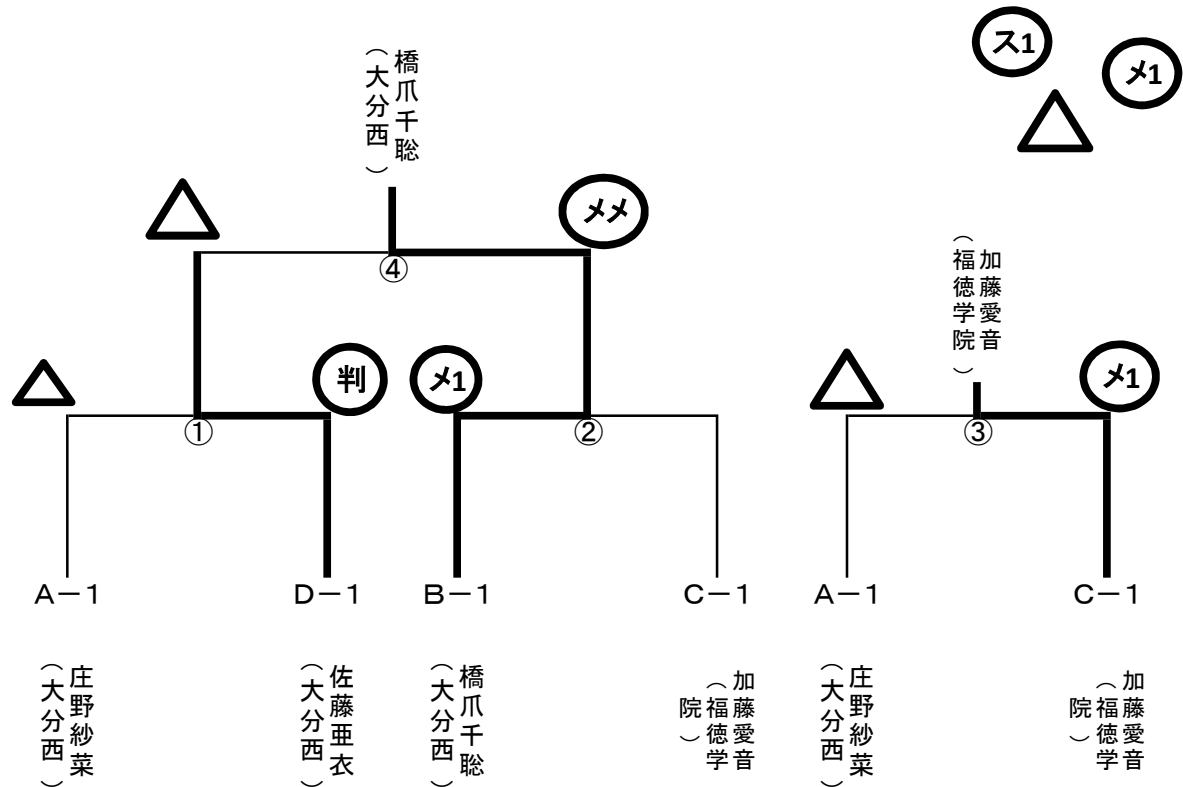 ス1
メ1
橋爪千聡
（大分西）
メメ
④
加藤愛音
（福徳学院）
判
メ1
メ1
①
②
③
A－1
D－1
B－1
C－1
A－1
C－1
庄野紗菜
（大分西）
佐藤亜衣
（大分西）
橋爪千聡
（大分西）
加藤愛音
（福徳学
院）
庄野紗菜
（大分西）
加藤愛音
（福徳学
院）